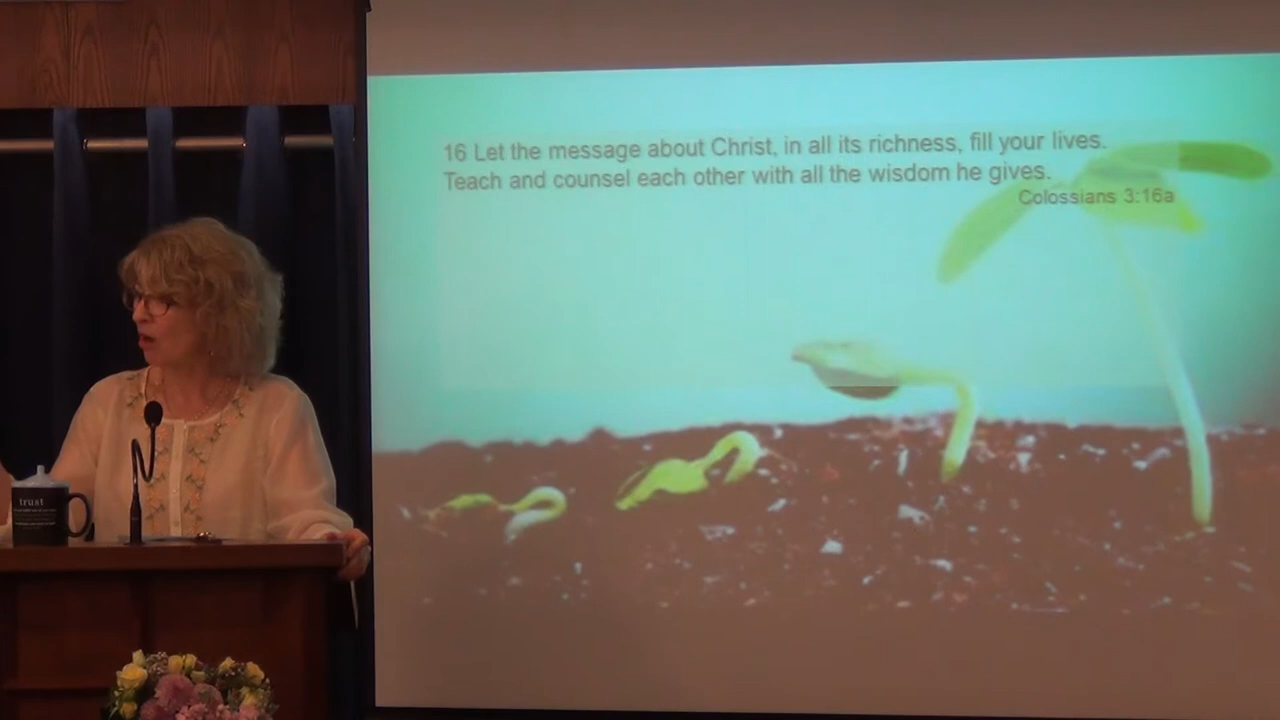 16 Let the message about Christ, in all its richness, fill your lives.
Teach and counsel each other with all the wisdom he gives.
Colossians 3:16a
trust